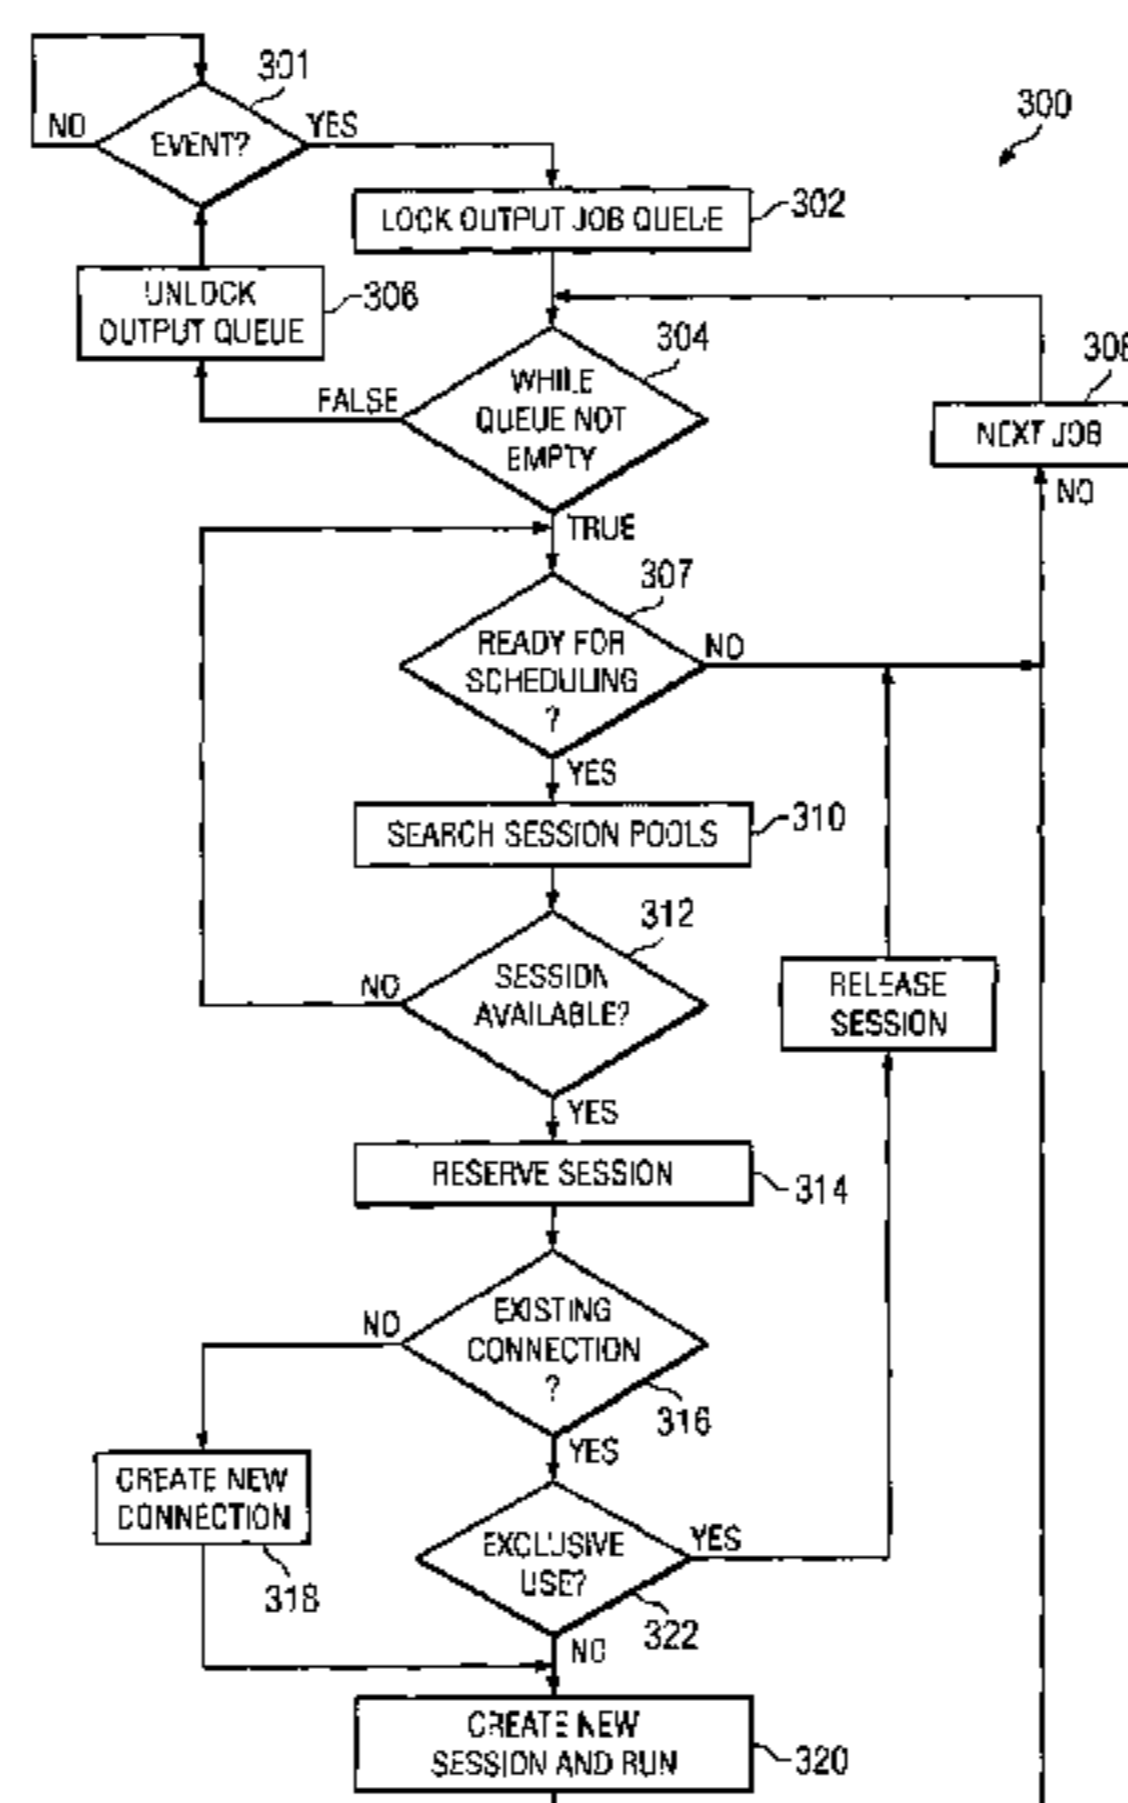 301
300
NO
EVENT?
YES
LOCK OUTPUT JOB QUEUE
302
UNLOCK
OUTPUT QUEUE
306
304
308
WHILE
QUEUE NOT
EMPTY
FALSE
NEXT JOB
NO
TRUE
307
READY FOR
SCHEDULING
?
NO
YES
SEARCH SESSION POOLS
310
312
SESSION
AVAILABLE?
NO
RELEASE
SESSION
YES
RESERVE SESSION
314
EXISTING
CONNECTION
?
NO
316
YES
CREATE NEW
CONNECTION
318
EXCLUSIVE
USE?
YES
322
NO
CREATE NEW
SESSION AND RUN
320